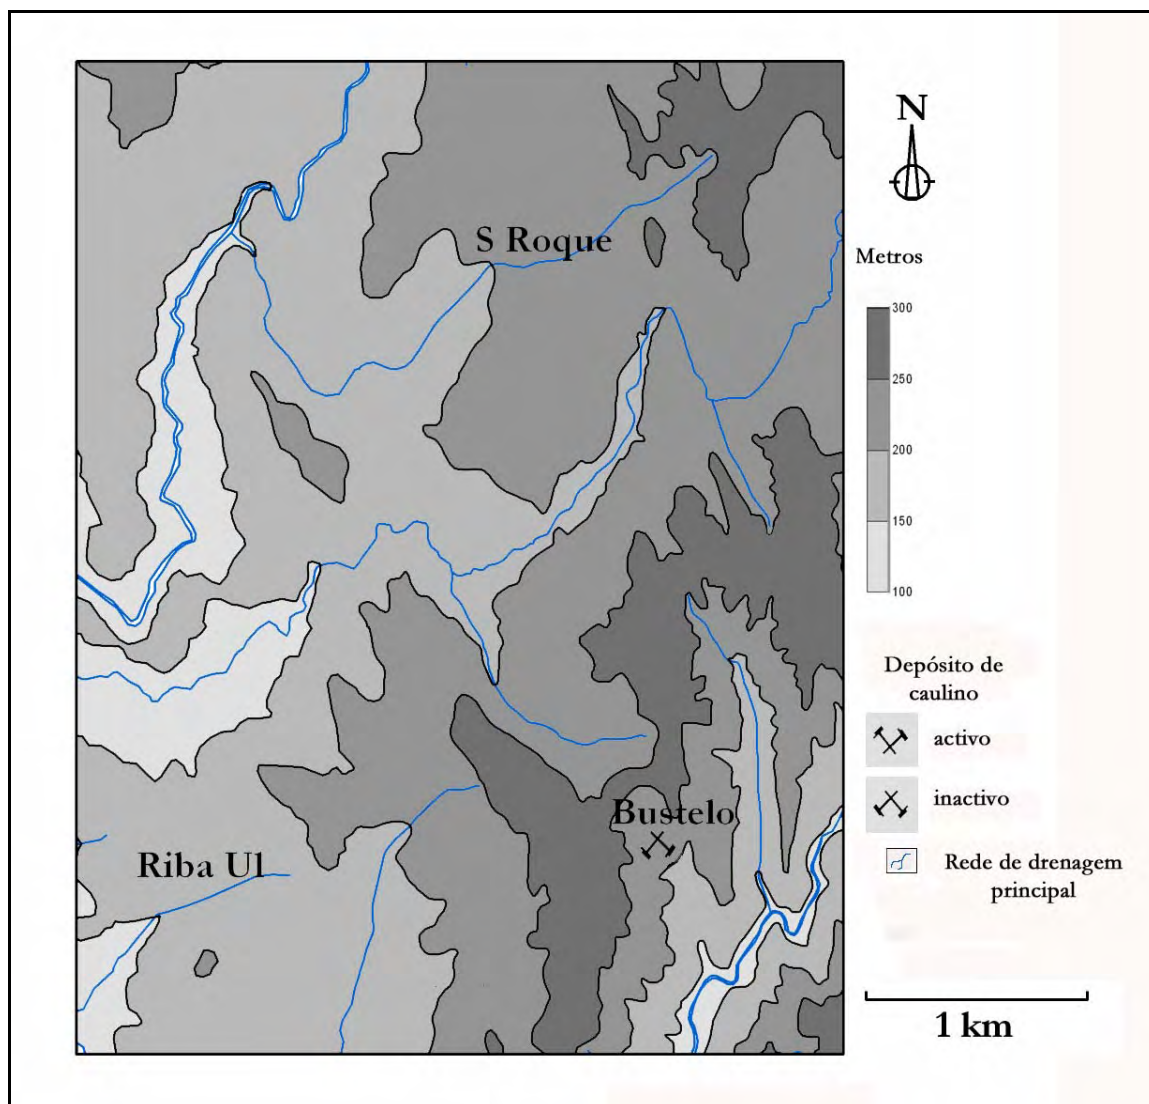 N
S Roque
Metros
300
250
200
150
100
Depósito de
caulino
activo
inactivo
Bustelo
Riba Ul
Rede de drenagem
principal
1 km